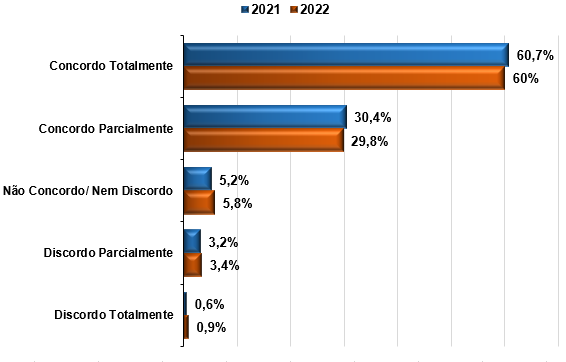 2021 2022
Concordo Totalmente
60,7%
60%
Concordo Parcialmente
30,4%
29,8%
Não Concordo/ Nem Discordo
5,2%
5,8%
Discordo Parcialmente
3,2%
3,4%
Discordo Totalmente
0,6%
0,9%